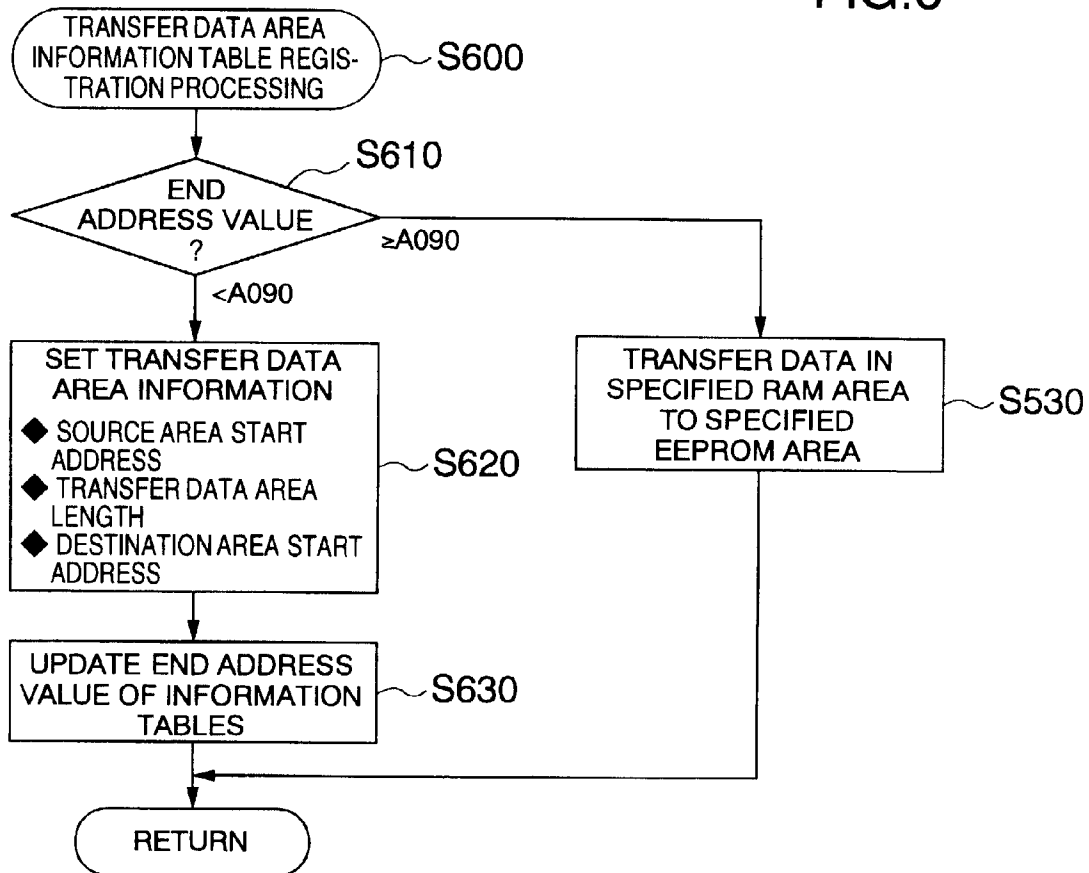 TRANSFER DATA AREA
INFORMATION TABLE REGIS-
TRATION PROCESSING
S600
S610
END
ADDRESS VALUE
?
≥A090
<A090
SET TRANSFER DATA
AREA INFORMATION
◆ SOURCE AREA START
ADDRESS
◆ TRANSFER DATA AREA
LENGTH
◆ DESTINATION AREA START
ADDRESS
S620
TRANSFER DATA IN
SPECIFIED RAM AREA
TO SPECIFIED
EEPROM AREA
S530
UPDATE END ADDRESS
VALUE OF INFORMATION
TABLES
S630
RETURN